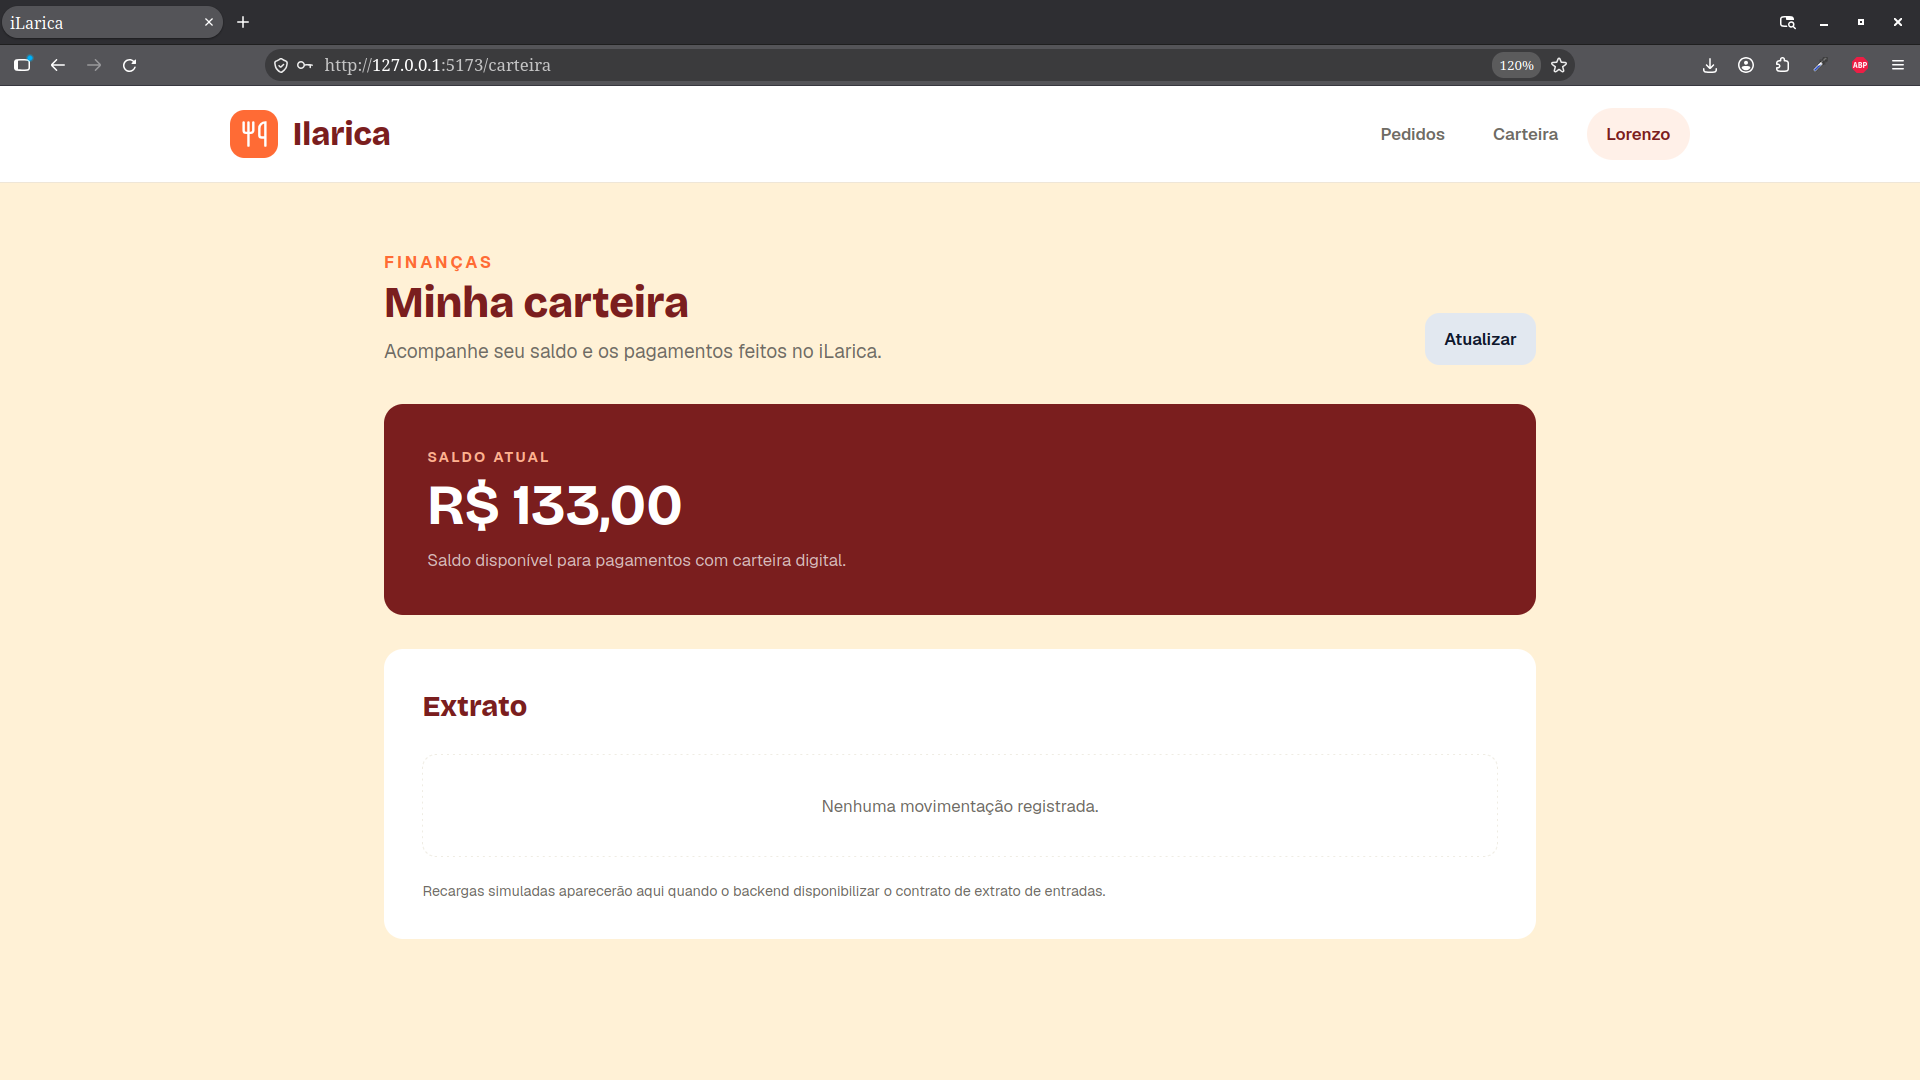 iLarica
http://127.0.0.1:5173/carteira
120%
ABP
Ilarica
Pedidos
Carteira
Lorenzo
FINANÇAS
Minha carteira
Acompanhe seu saldo e os pagamentos feitos no iLarica.
Atualizar
SALDO ATUAL
R$ 133,00
Saldo disponível para pagamentos com carteira digital.
Extrato
Nenhuma movimentação registrada.
Recargas simuladas aparecerão aqui quando o backend disponibilizar o contrato de extrato de entradas.